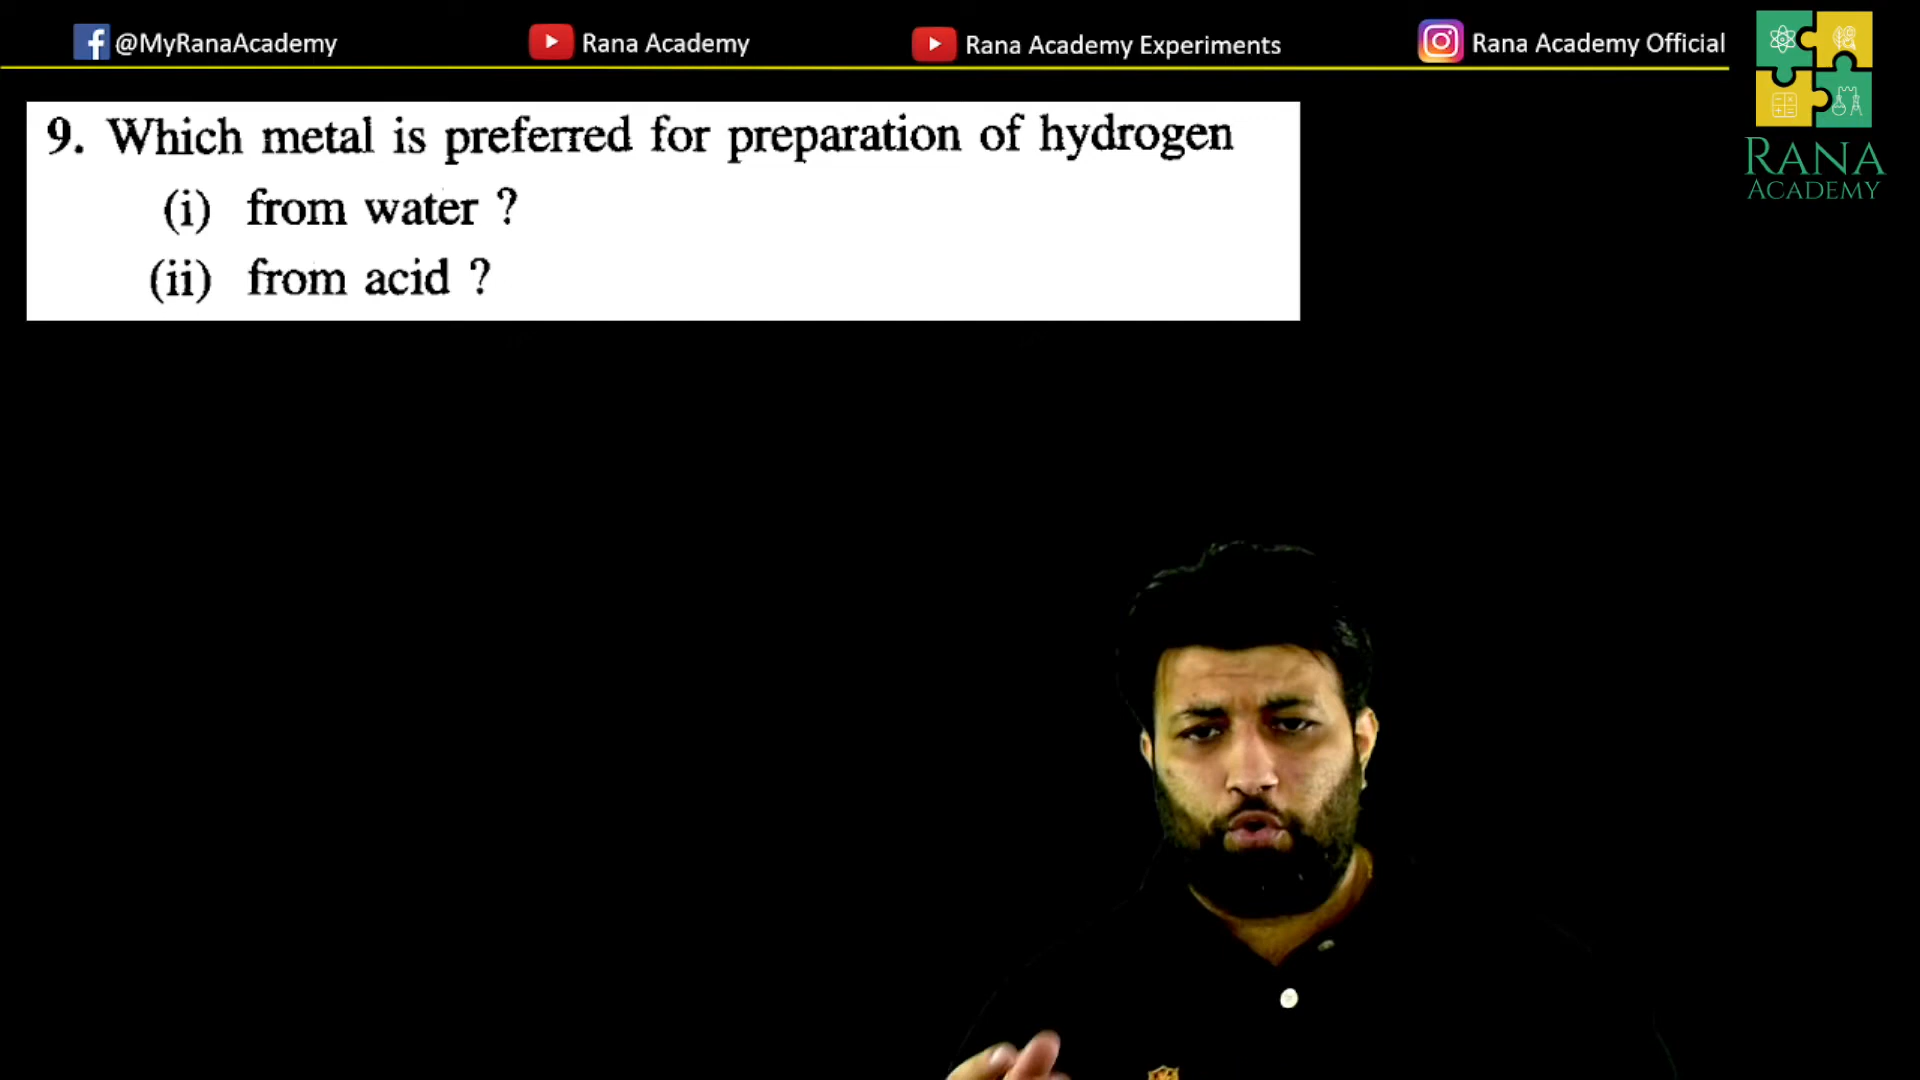 @MyRanaAcademy
Rana Academy
Rana Academy Experiments
Rana Academy Official
RANA
ACADEMY
9. Which metal is preferred for preparation of hydrogen
(i) from water ?
(ii) from acid ?